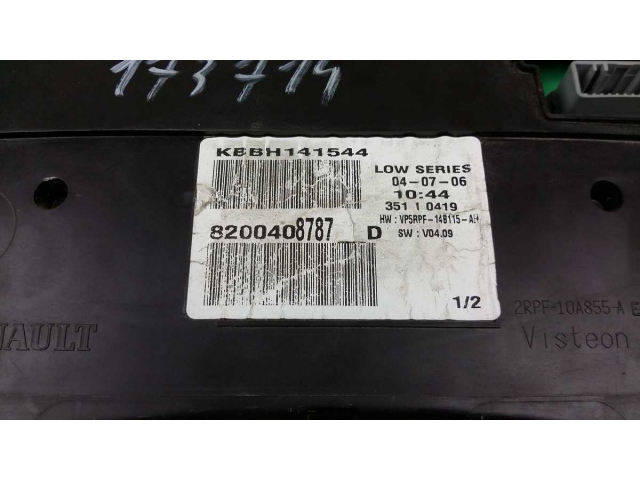 173714
KBBH141544
LOW SERIES
04-07-06
10:44
351 1 0419
HW : VP5RPF-14B115-AH
8200408787 D
SW : V04.09
1/2
2RPF-10A855-A E
NAULT
Visteon